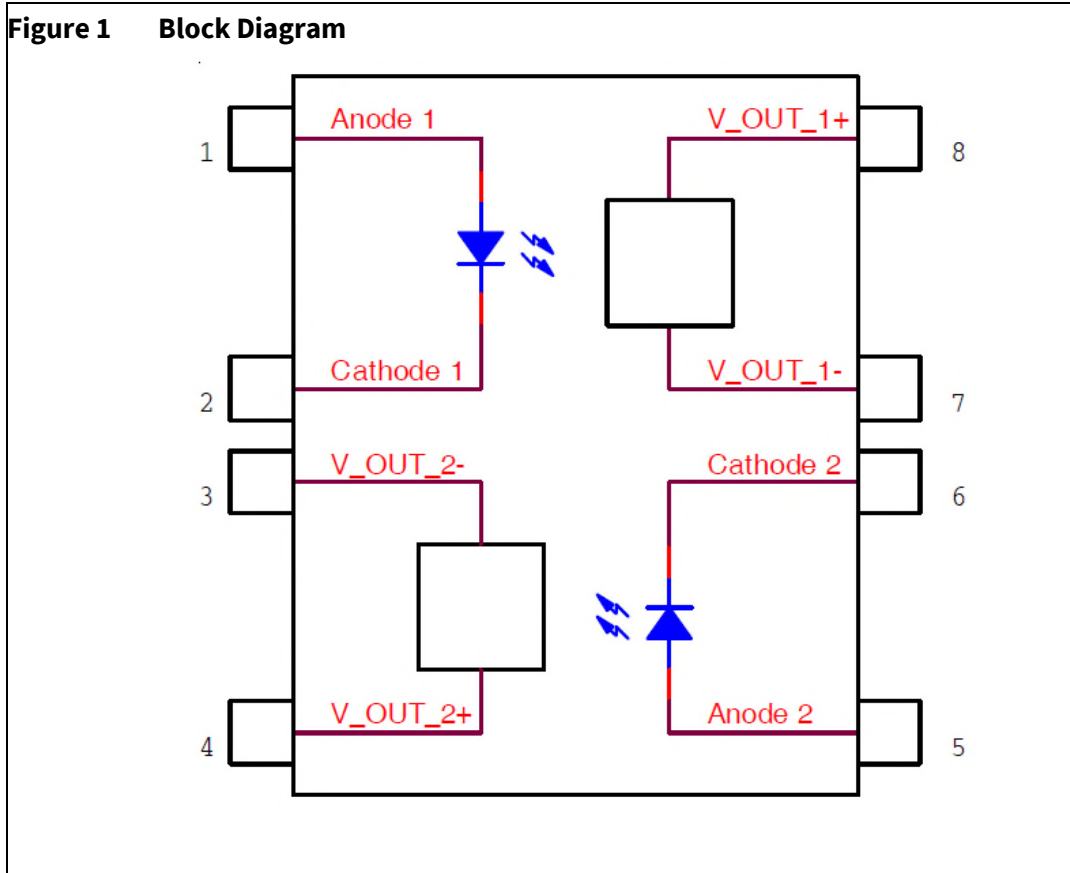 Figure 1 Block Diagram
Anode 1
V_OUT_1+
1
8
Cathode 1
V_OUT_1-
2
7
V_OUT_2-
Cathode 2
3
6
V_OUT_2+
Anode 2
4
5